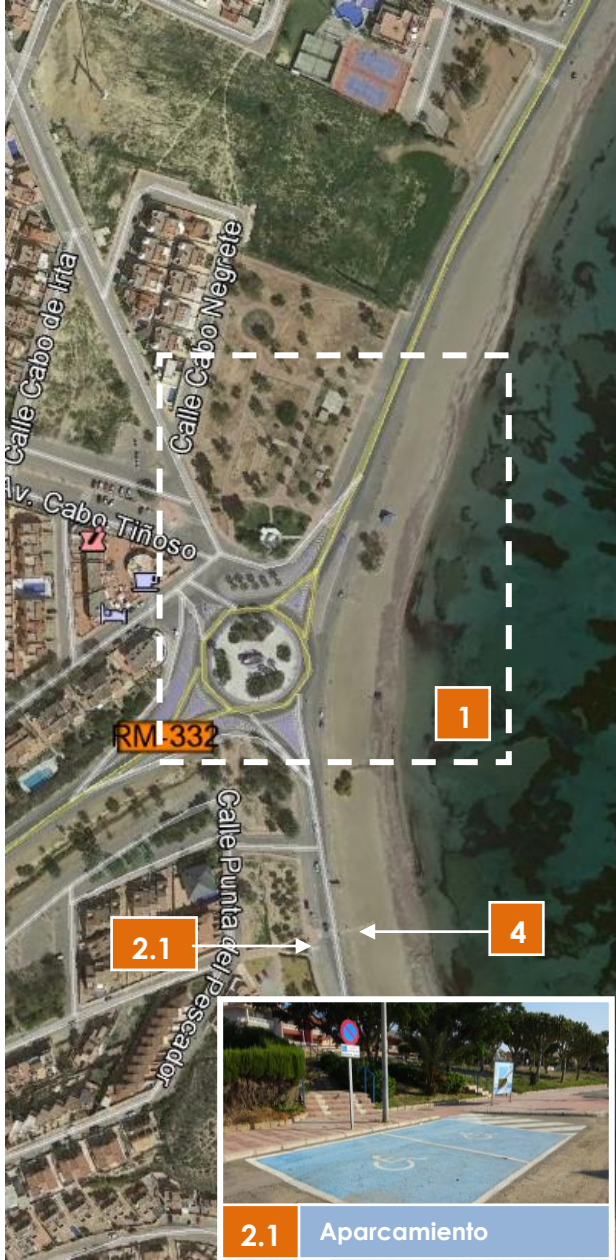 Calle Cabo de Irta
Calle Cabo Negrete
Av. Cabo Tiñoso
1
RM-332
Calle Punta del Pescador
2.1
4
2.1 Aparcamiento